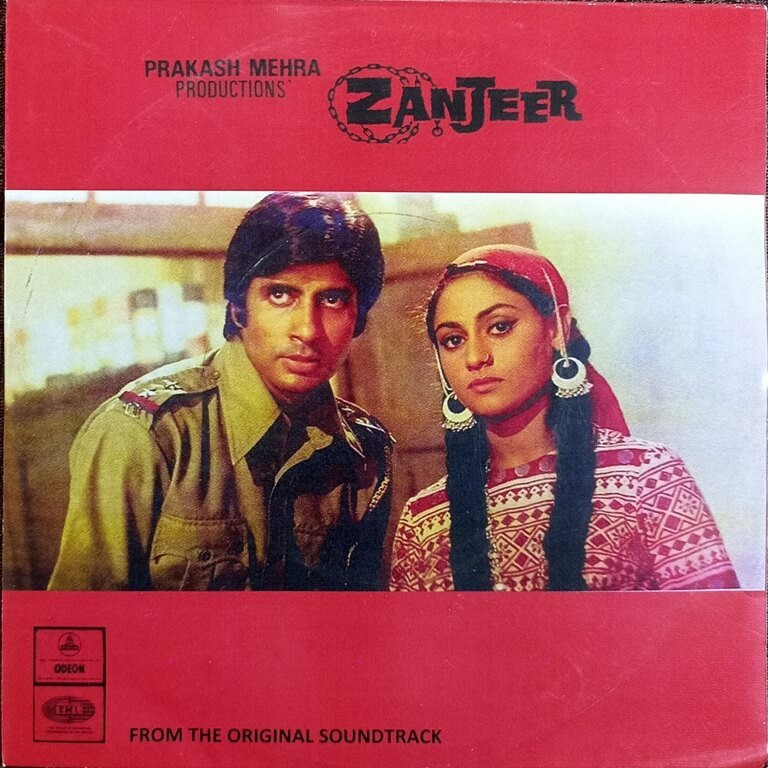 PRAKASH MEHRA
PRODUCTIONS'
ZANJEER
ODEON
EMI
FROM THE ORIGINAL SOUNDTRACK